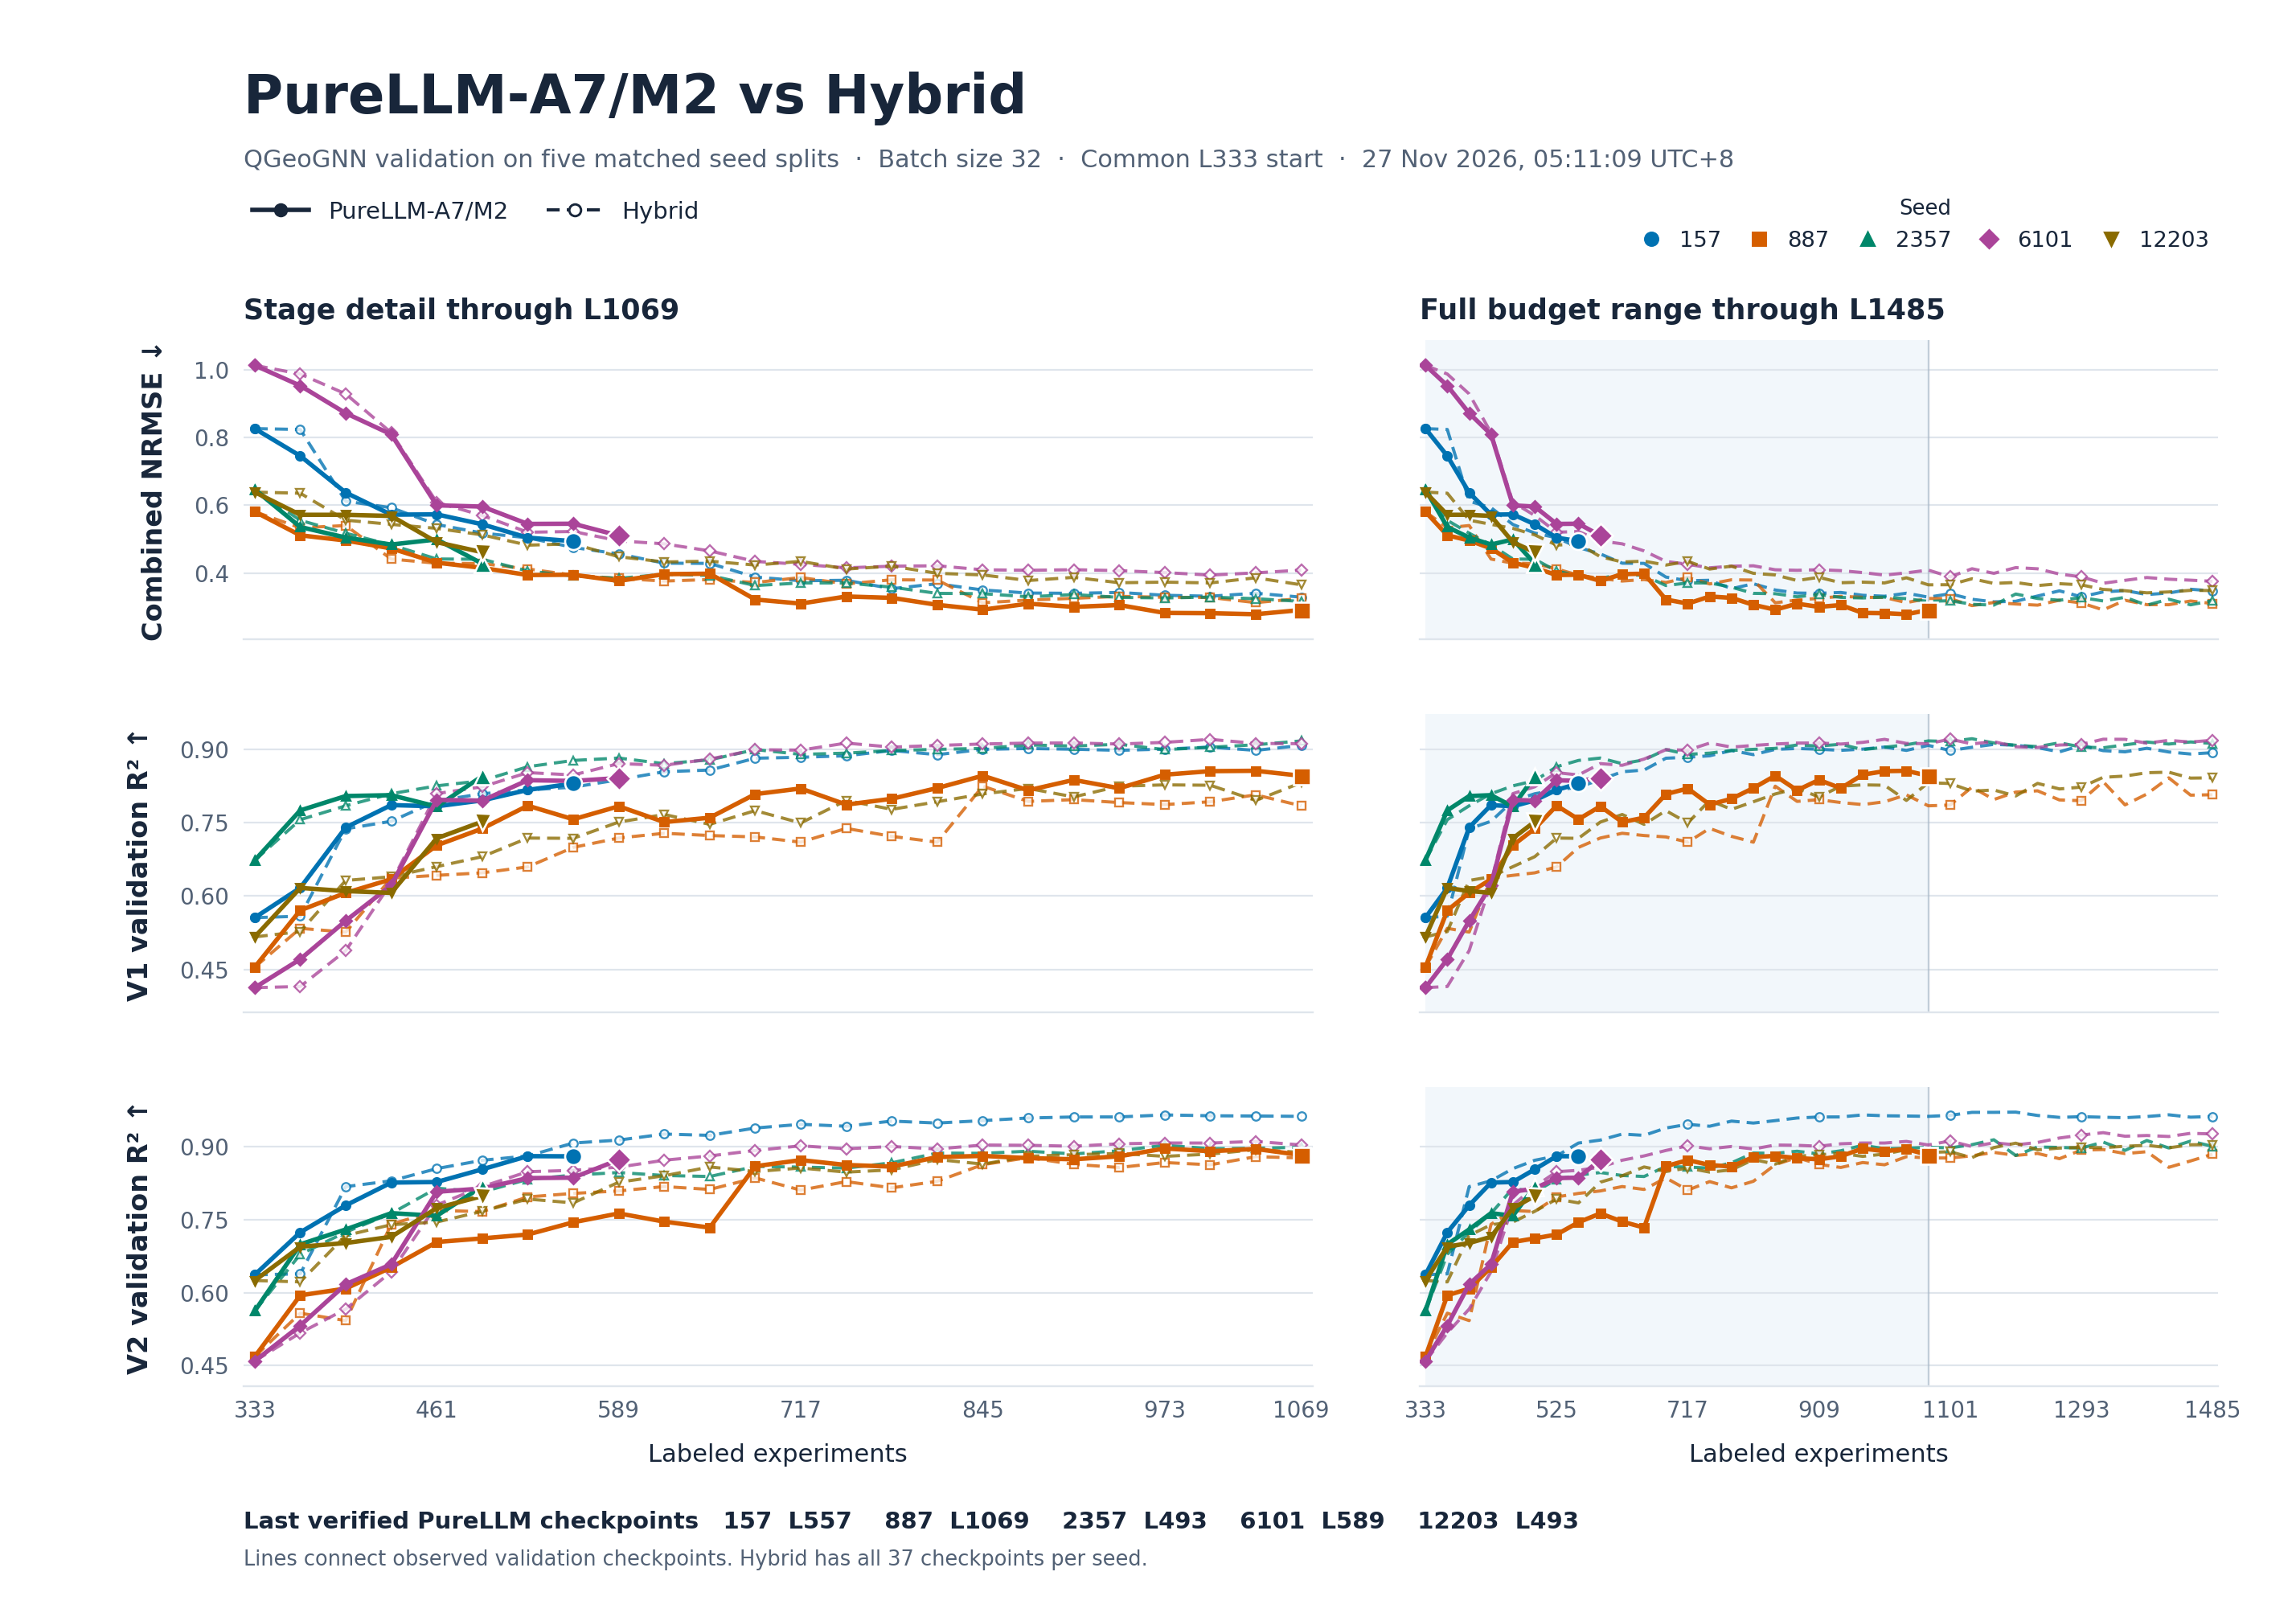 PureLLM-A7/M2 vs Hybrid
QGeoGNN validation on five matched seed splits · Batch size 32 · Common L333 start · 27 Nov 2026, 05:11:09 UTC+8
PureLLM-A7/M2 Hybrid
Seed
157 887 2357 6101 12203
Stage detail through L1069
Full budget range through L1485
Combined NRMSE ↓
1.0
0.8
0.6
0.4
V1 validation R² ↑
0.90
0.75
0.60
0.45
V2 validation R² ↑
0.90
0.75
0.60
0.45
333 461 589 717 845 973 1069
333 525 717 909 1101 1293 1485
Labeled experiments
Labeled experiments
Last verified PureLLM checkpoints 157 L557 887 L1069 2357 L493 6101 L589 12203 L493
Lines connect observed validation checkpoints. Hybrid has all 37 checkpoints per seed.